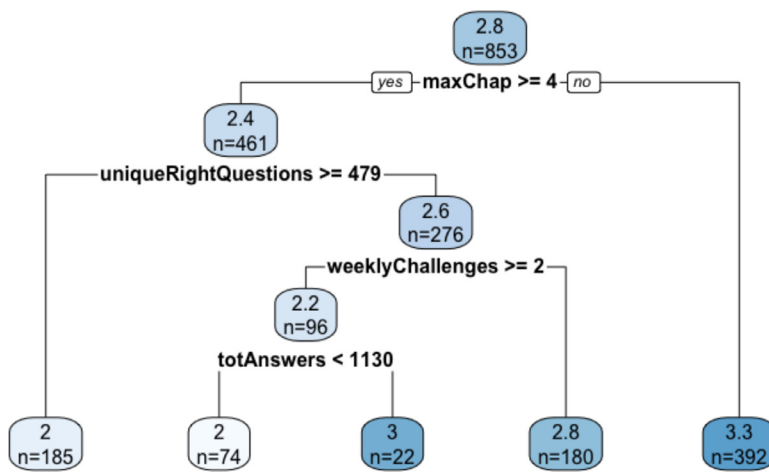 2.8
n=853
yes maxChap >= 4 no
2.4
n=461
uniqueRightQuestions >= 479
2.6
n=276
weeklyChallenges >= 2
2.2
n=96
totAnswers < 1130
2 2 3 2.8 3.3
n=185 n=74 n=22 n=180 n=392